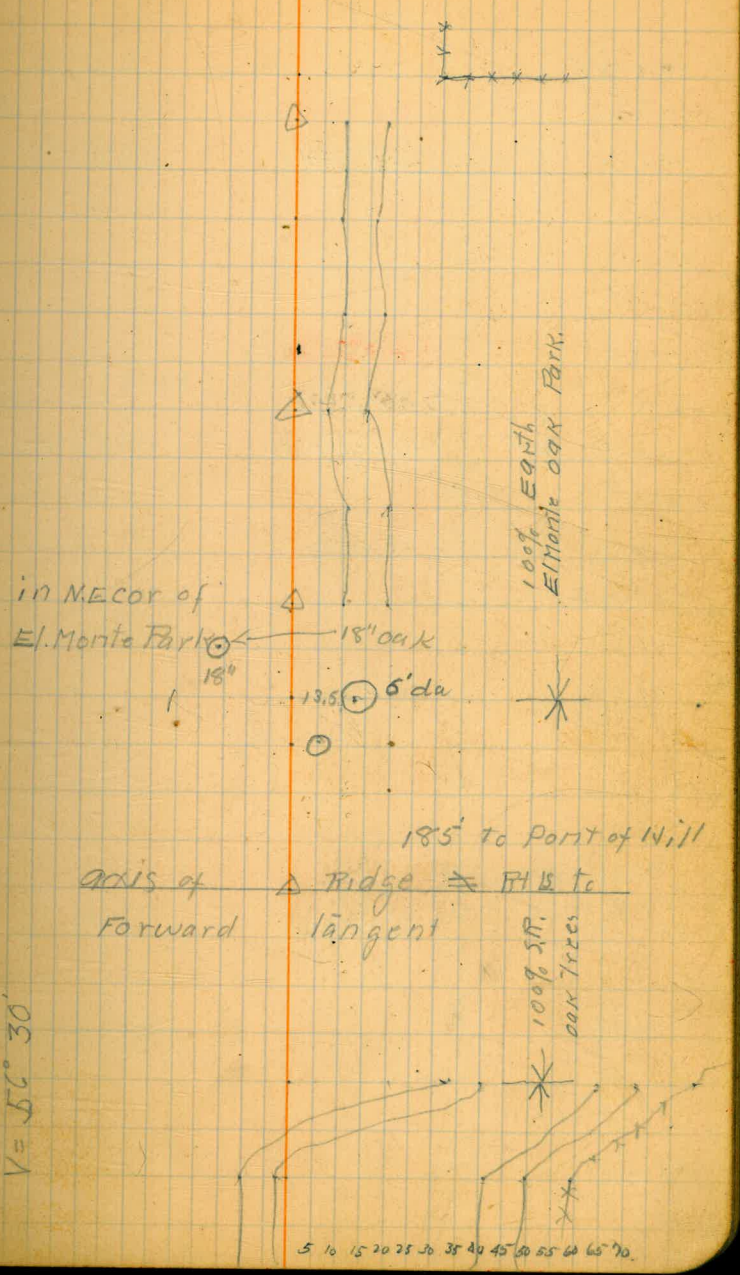 100% Earth
El Monte Oak Park.
in N.E cor of
El. Monte Park
18" oak
18"
13.5
6' da
185' to Point of Hill
axis of Ridge Rt Ls to
Forward Tangent
100% S.R.
oak Trees
30'
5 10 15 20 25 30 35 40 45 50 55 60 65 70